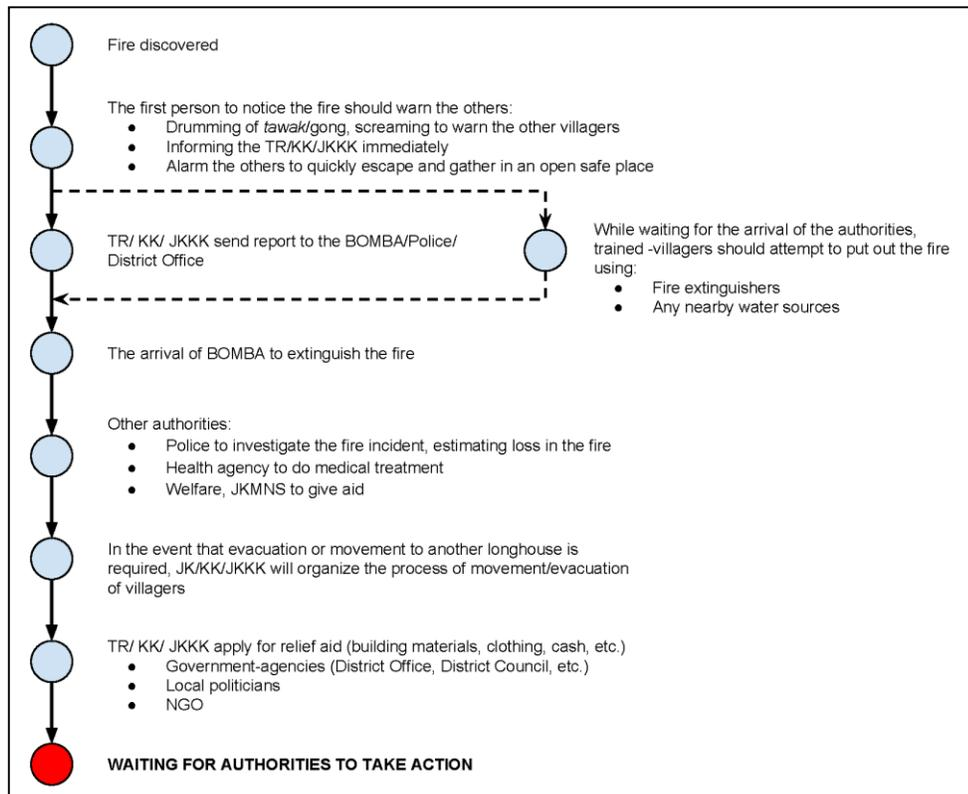 Fire discovered
The first person to notice the fire should warn the others:
● Drumming of tawak/gong, screaming to warn the other villagers
● Informing the TR/KK/JKKK immediately
● Alarm the others to quickly escape and gather in an open safe place
TR/ KK/ JKKK send report to the BOMBA/Police/
District Office
While waiting for the arrival of the authorities,
trained -villagers should attempt to put out the fire
using:
● Fire extinguishers
● Any nearby water sources
The arrival of BOMBA to extinguish the fire
Other authorities:
● Police to investigate the fire incident, estimating loss in the fire
● Health agency to do medical treatment
● Welfare, JKMNS to give aid
In the event that evacuation or movement to another longhouse is
required, JK/KK/JKKK will organize the process of movement/evacuation
of villagers
TR/ KK/ JKKK apply for relief aid (building materials, clothing, cash, etc.)
● Government-agencies (District Office, District Council, etc.)
● Local politicians
● NGO
WAITING FOR AUTHORITIES TO TAKE ACTION